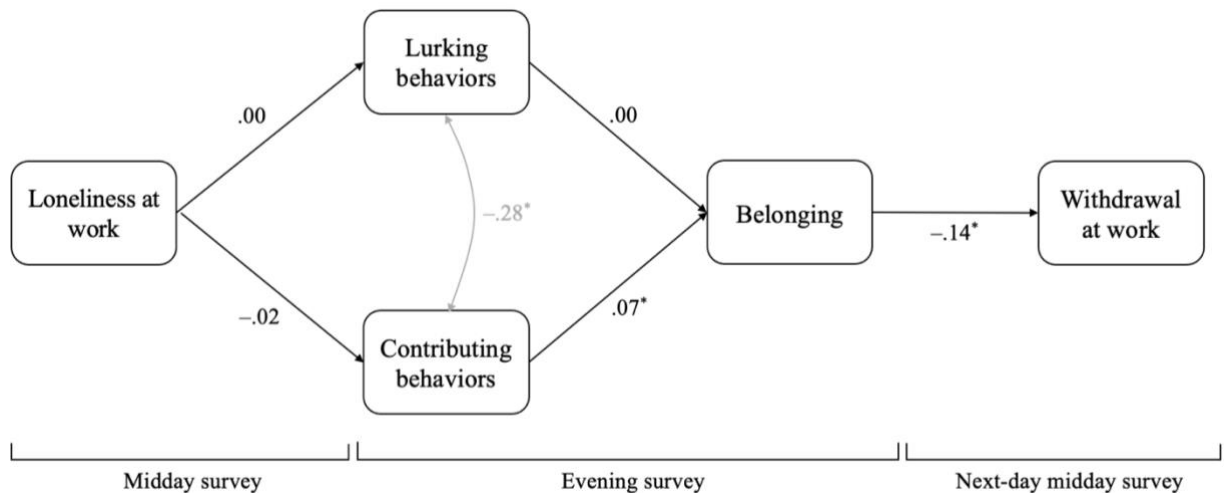 Lurking
behaviors
.00
.00
Loneliness at
work
–.28*
Belonging
–.14*
Withdrawal
at work
–.02
.07*
Contributing
behaviors
Midday survey
Evening survey
Next-day midday survey